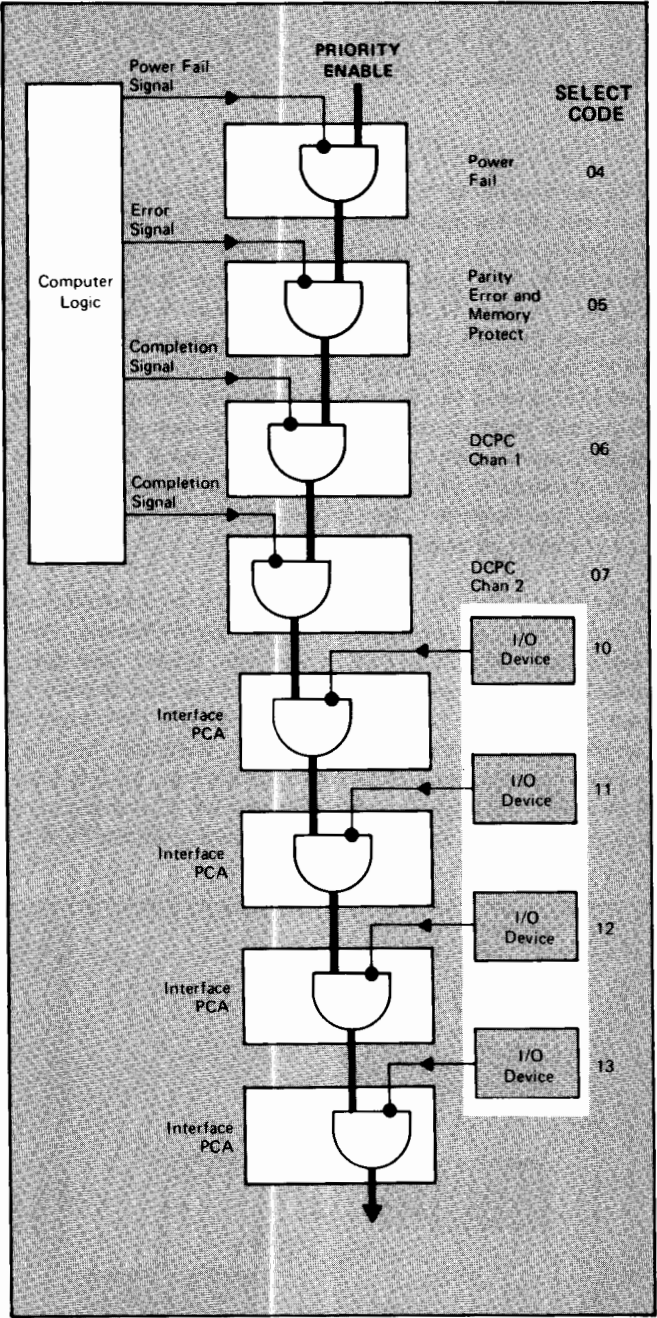 PRIORITY
ENABLE
Power Fail
Signal
SELECT
CODE
Power
Fail
04
Error
Signal
Computer
Logic
Parity
Error and
Memory
Protect
05
Completion
Signal
DCPC
Chan 1
06
Completion
Signal
DCPC
Chan 2
07
I/O
Device
10
Interface
PCA
I/O
Device
11
Interface
PCA
I/O
Device
12
Interface
PCA
I/O
Device
13
Interface
PCA